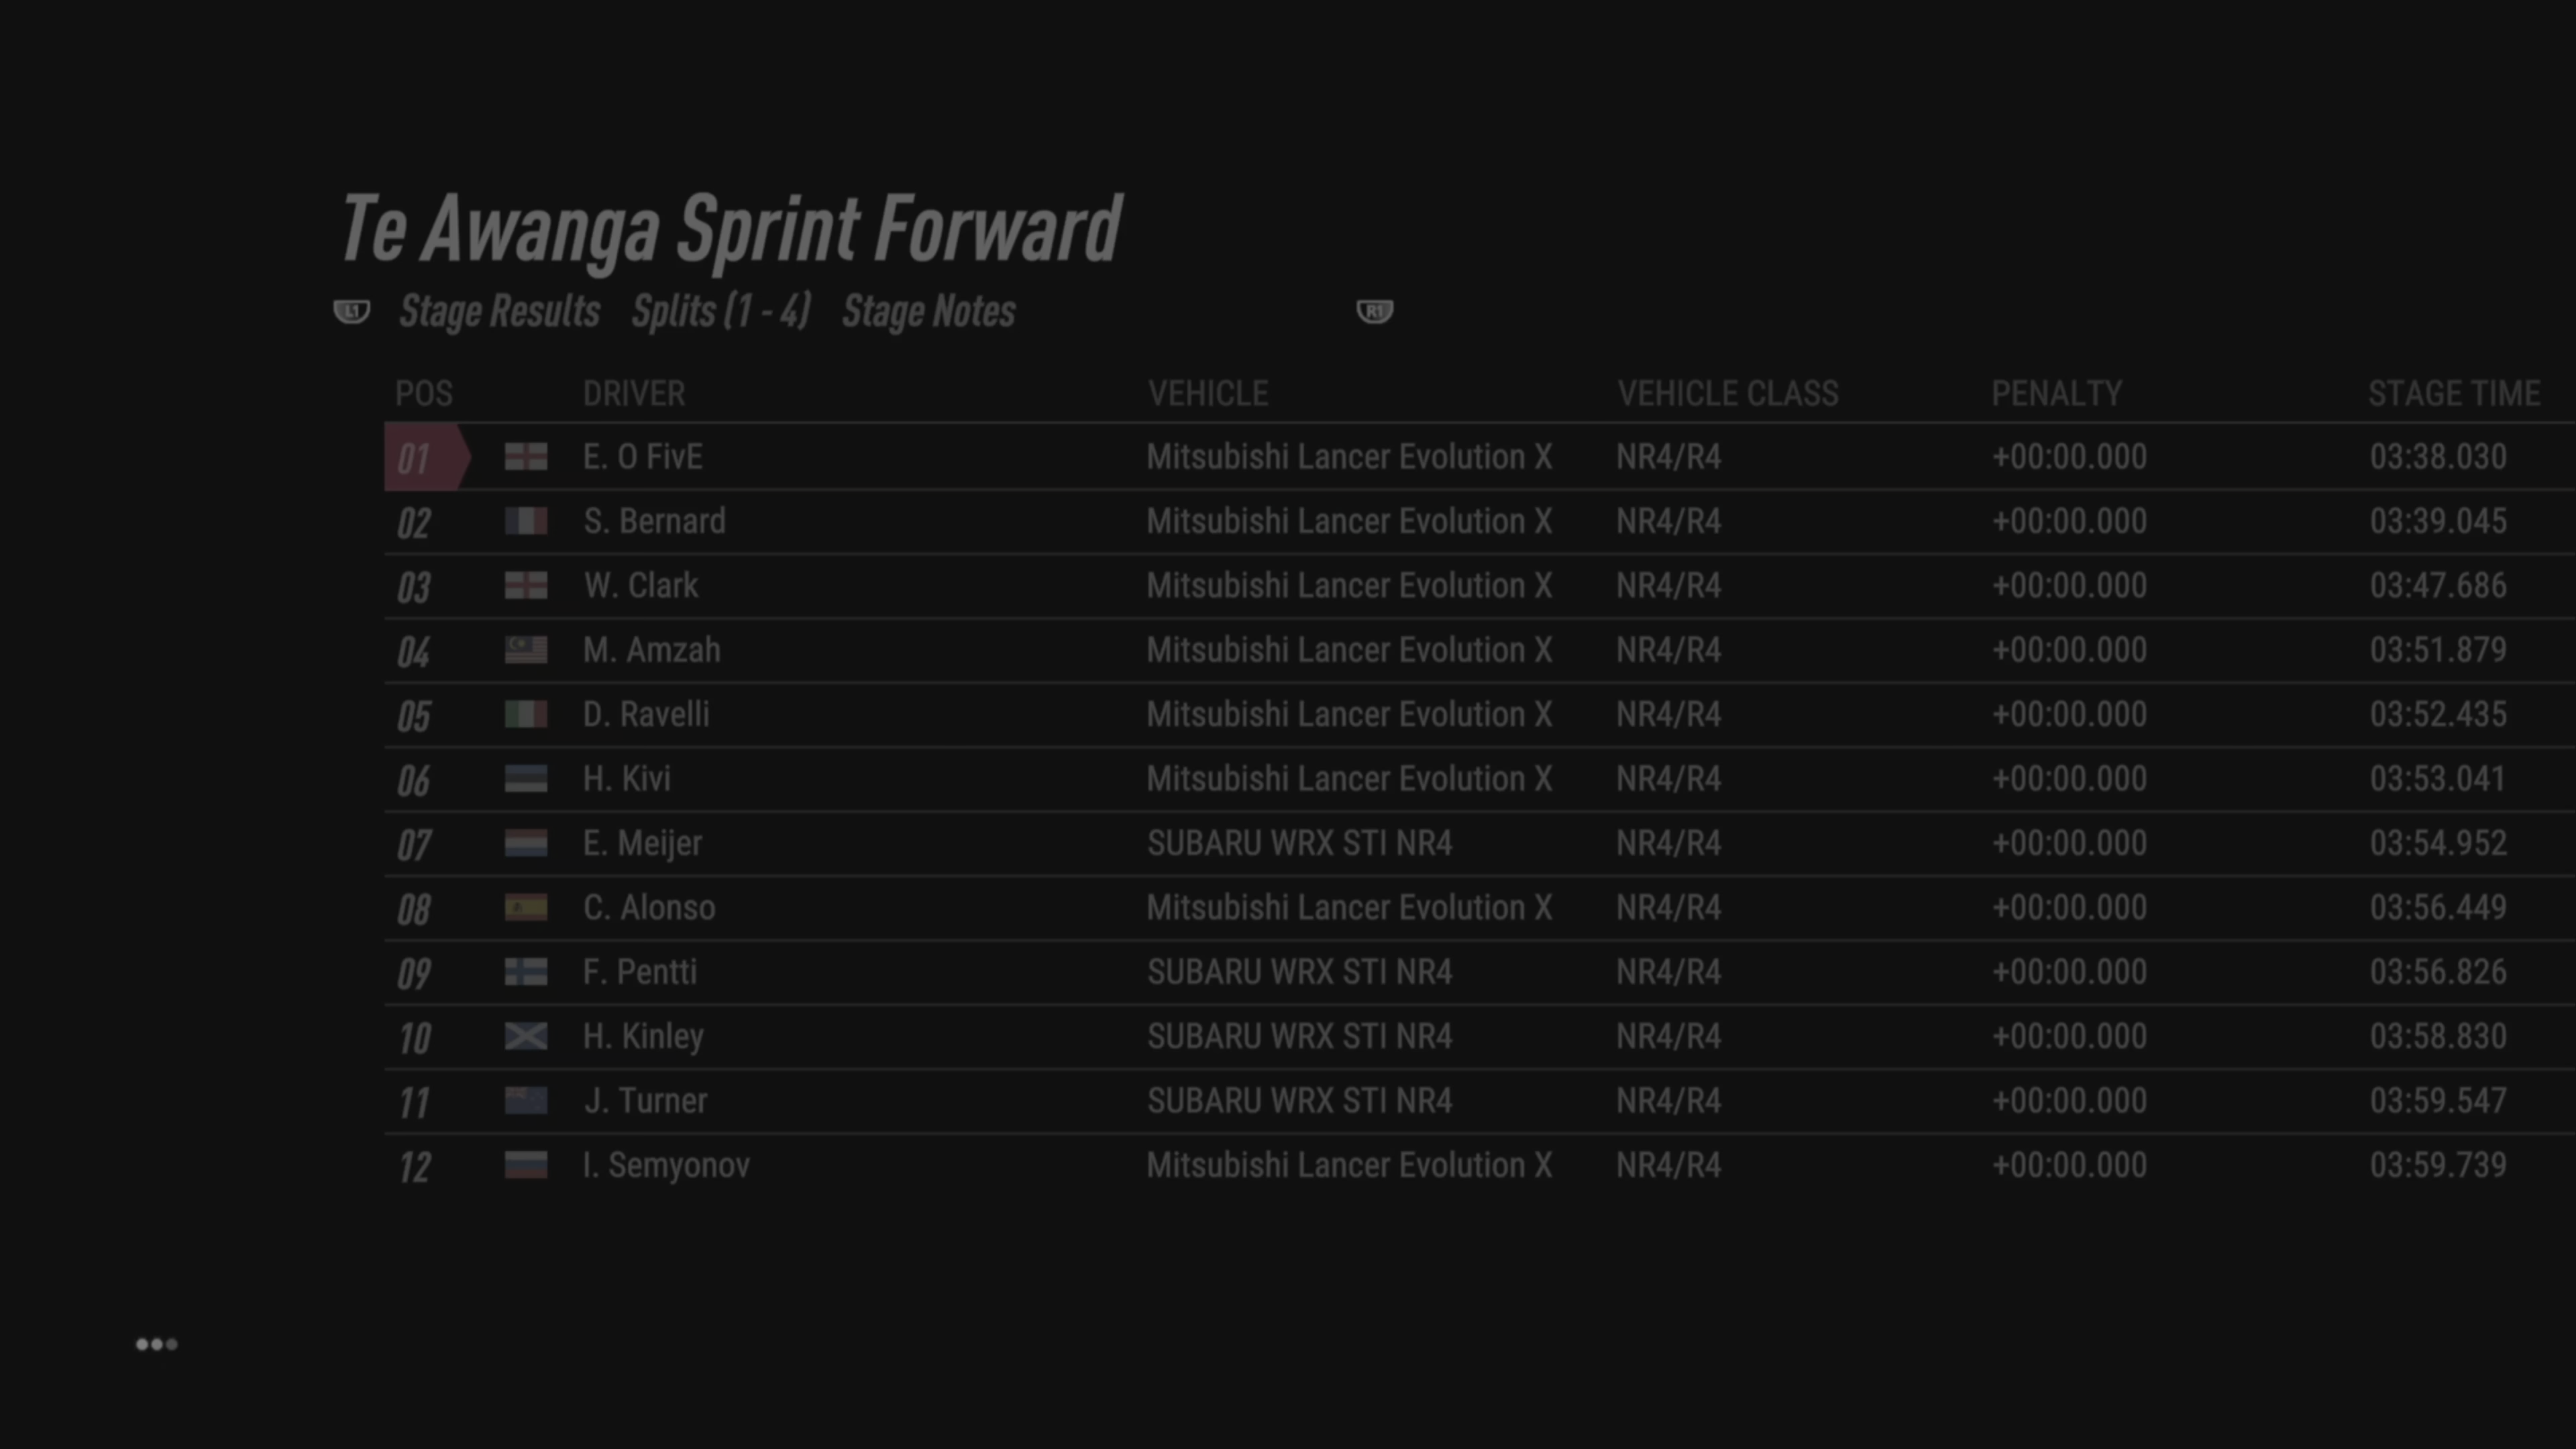 Te Awanga Sprint Forward
L1 Stage Results Splits (1 - 4) Stage Notes R1
POS DRIVER VEHICLE VEHICLE CLASS PENALTY STAGE TIME
01 E. O FivE Mitsubishi Lancer Evolution X NR4/R4 +00:00.000 03:38.030
02 S. Bernard Mitsubishi Lancer Evolution X NR4/R4 +00:00.000 03:39.045
03 W. Clark Mitsubishi Lancer Evolution X NR4/R4 +00:00.000 03:47.686
04 M. Amzah Mitsubishi Lancer Evolution X NR4/R4 +00:00.000 03:51.879
05 D. Ravelli Mitsubishi Lancer Evolution X NR4/R4 +00:00.000 03:52.435
06 H. Kivi Mitsubishi Lancer Evolution X NR4/R4 +00:00.000 03:53.041
07 E. Meijer SUBARU WRX STI NR4 NR4/R4 +00:00.000 03:54.952
08 C. Alonso Mitsubishi Lancer Evolution X NR4/R4 +00:00.000 03:56.449
09 F. Pentti SUBARU WRX STI NR4 NR4/R4 +00:00.000 03:56.826
10 H. Kinley SUBARU WRX STI NR4 NR4/R4 +00:00.000 03:58.830
11 J. Turner SUBARU WRX STI NR4 NR4/R4 +00:00.000 03:59.547
12 I. Semyonov Mitsubishi Lancer Evolution X NR4/R4 +00:00.000 03:59.739